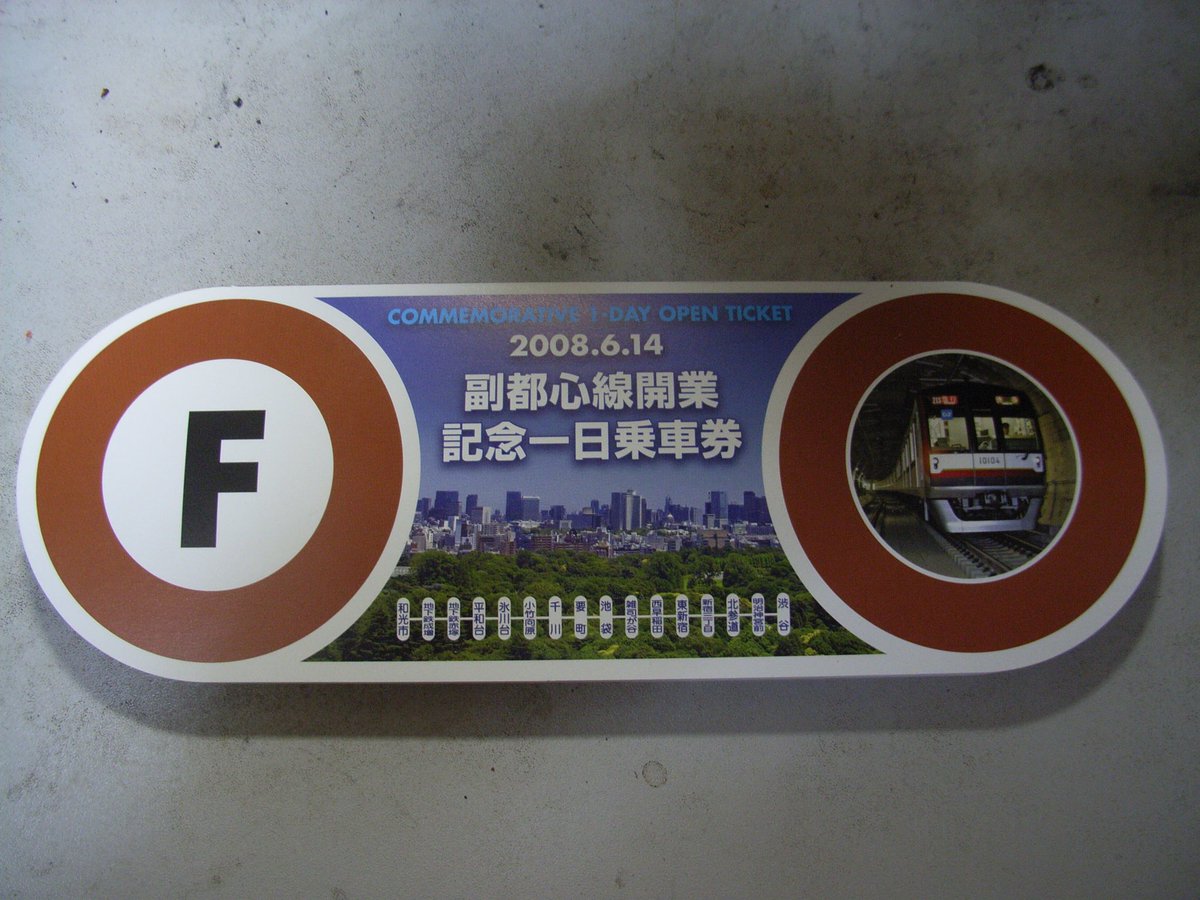 F
COMMEMORATIVE 1-DAY OPEN TICKET
2008.6.14
副都心線開業
記念一日乗車券
和光市
地下鉄成増
地下鉄赤塚
平和台
氷川台
小竹向原
千川
要町
池袋
雑司が谷
西早稲田
東新宿
新宿三丁目
北参道
明治神宮前
渋谷
10104